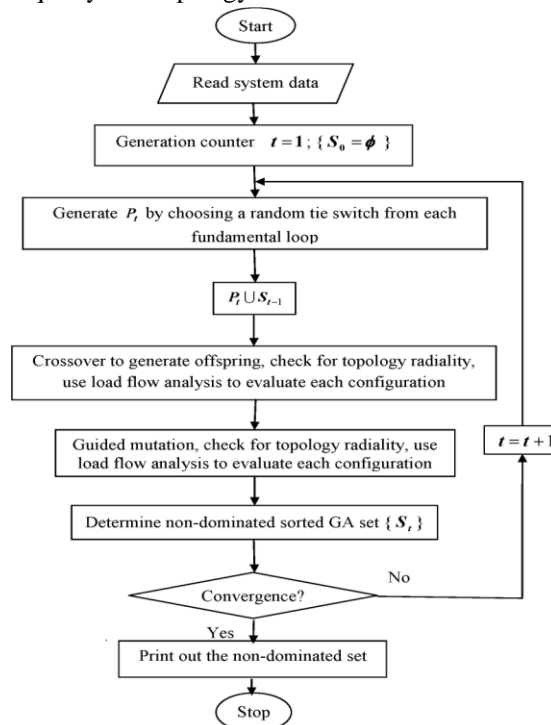 Start
Read system data
Generation counter t = 1 ; { S₀ = ϕ }
Generate Pₜ by choosing a random tie switch from each
fundamental loop
Pₜ ∪ Sₜ₋₁
Crossover to generate offspring, check for topology radiality,
use load flow analysis to evaluate each configuration
Guided mutation, check for topology radiality, use
load flow analysis to evaluate each configuration
t = t + 1
Determine non-dominated sorted GA set { Sₜ }
No
Convergence?
Yes
Print out the non-dominated set
Stop